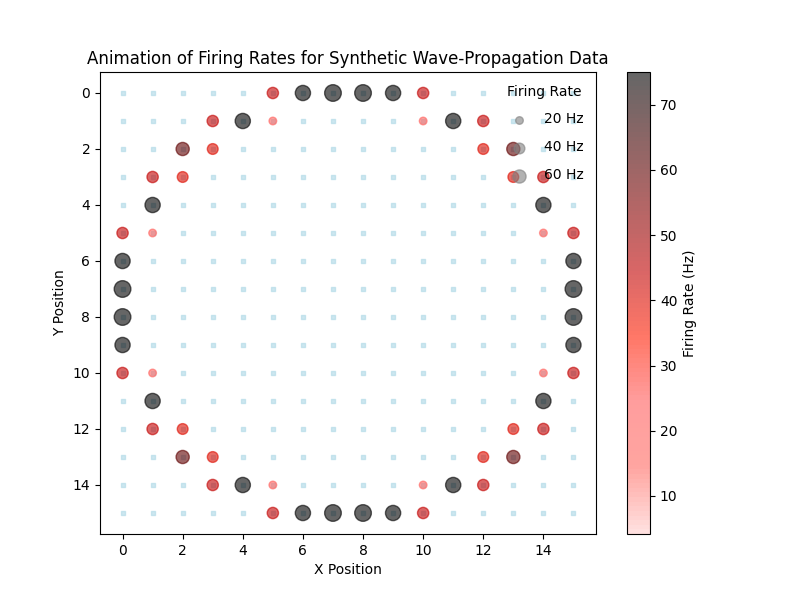 Animation of Firing Rates for Synthetic Wave-Propagation Data
Firing Rate
20 Hz
40 Hz
60 Hz
0
2
4
6
8
10
12
14
Y Position
0
2
4
6
8
10
12
14
X Position
70
60
50
40
30
20
10
Firing Rate (Hz)